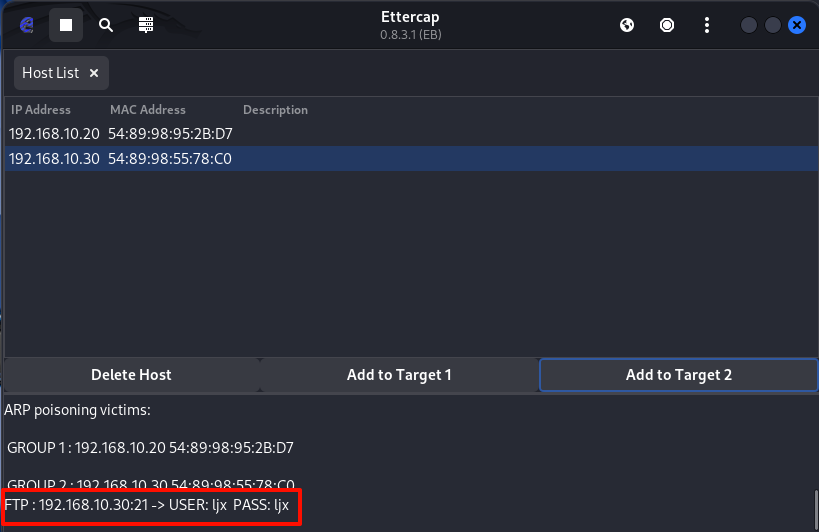 Ettercap
0.8.3.1 (EB)
Host List ×
IP Address MAC Address Description
192.168.10.20 54:89:98:95:2B:D7
192.168.10.30 54:89:98:55:78:C0
Delete Host Add to Target 1 Add to Target 2
ARP poisoning victims:
GROUP 1 : 192.168.10.20 54:89:98:95:2B:D7
GROUP 2 : 192.168.10.30 54:89:98:55:78:C0
FTP : 192.168.10.30:21 -> USER: ljx PASS: ljx